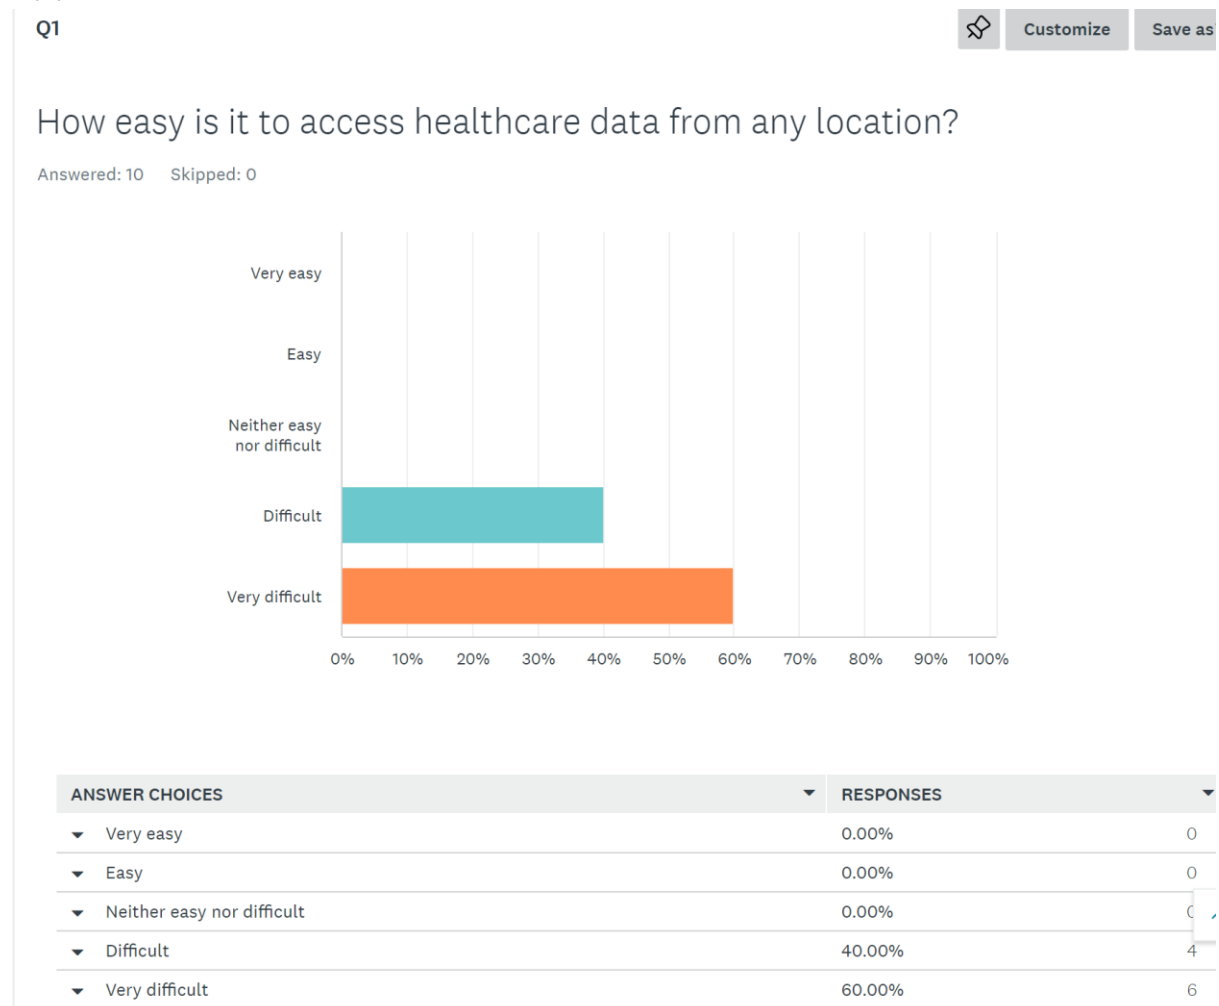 Q1
Customize
Save as
How easy is it to access healthcare data from any location?
Answered: 10 Skipped: 0
Very easy
Easy
Neither easy
nor difficult
Difficult
Very difficult
0% 10% 20% 30% 40% 50% 60% 70% 80% 90% 100%
ANSWER CHOICES RESPONSES
Very easy 0.00% 0
Easy 0.00% 0
Neither easy nor difficult 0.00%
Difficult 40.00% 4
Very difficult 60.00% 6